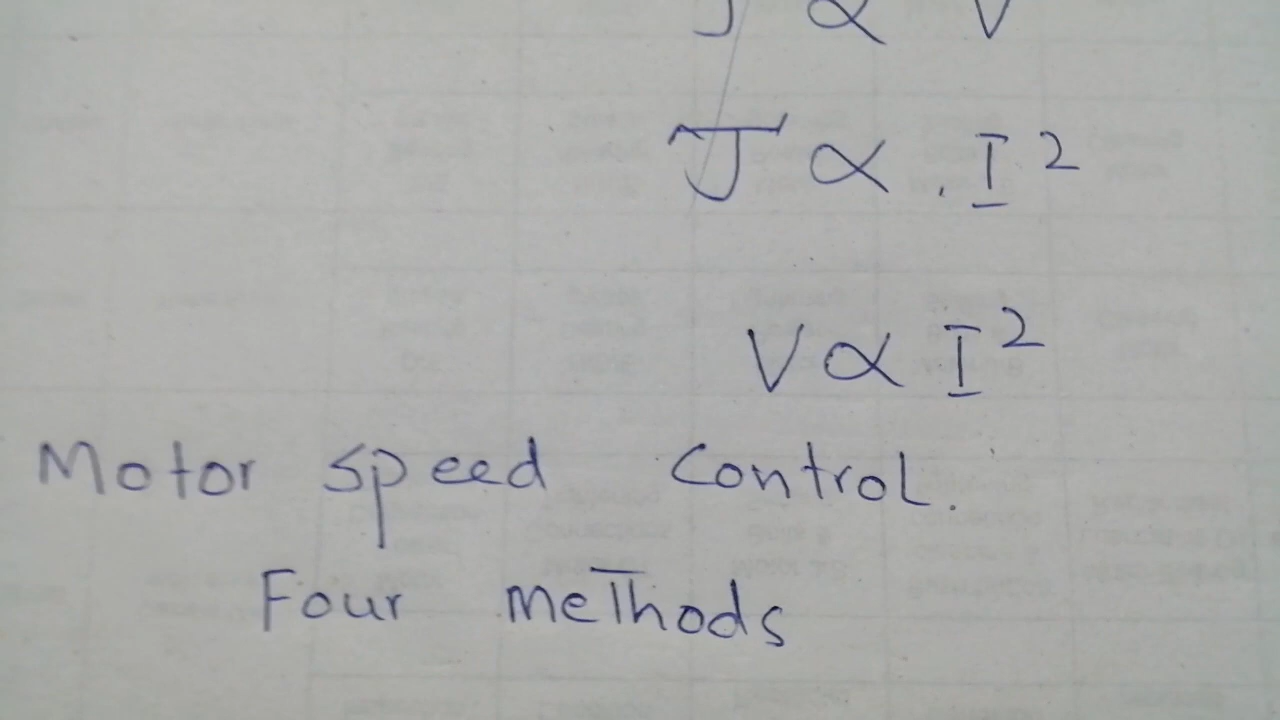 J ∝ V
J ∝ . I²
V ∝ I²
Motor speed control.
Four methods